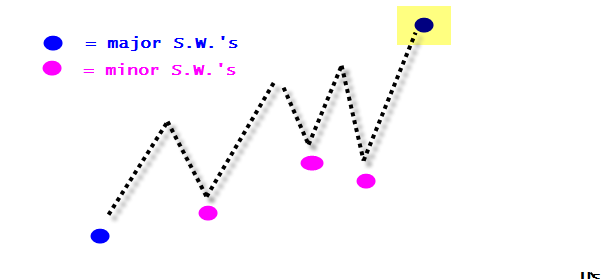 = major S.W.'s
= minor S.W.'s